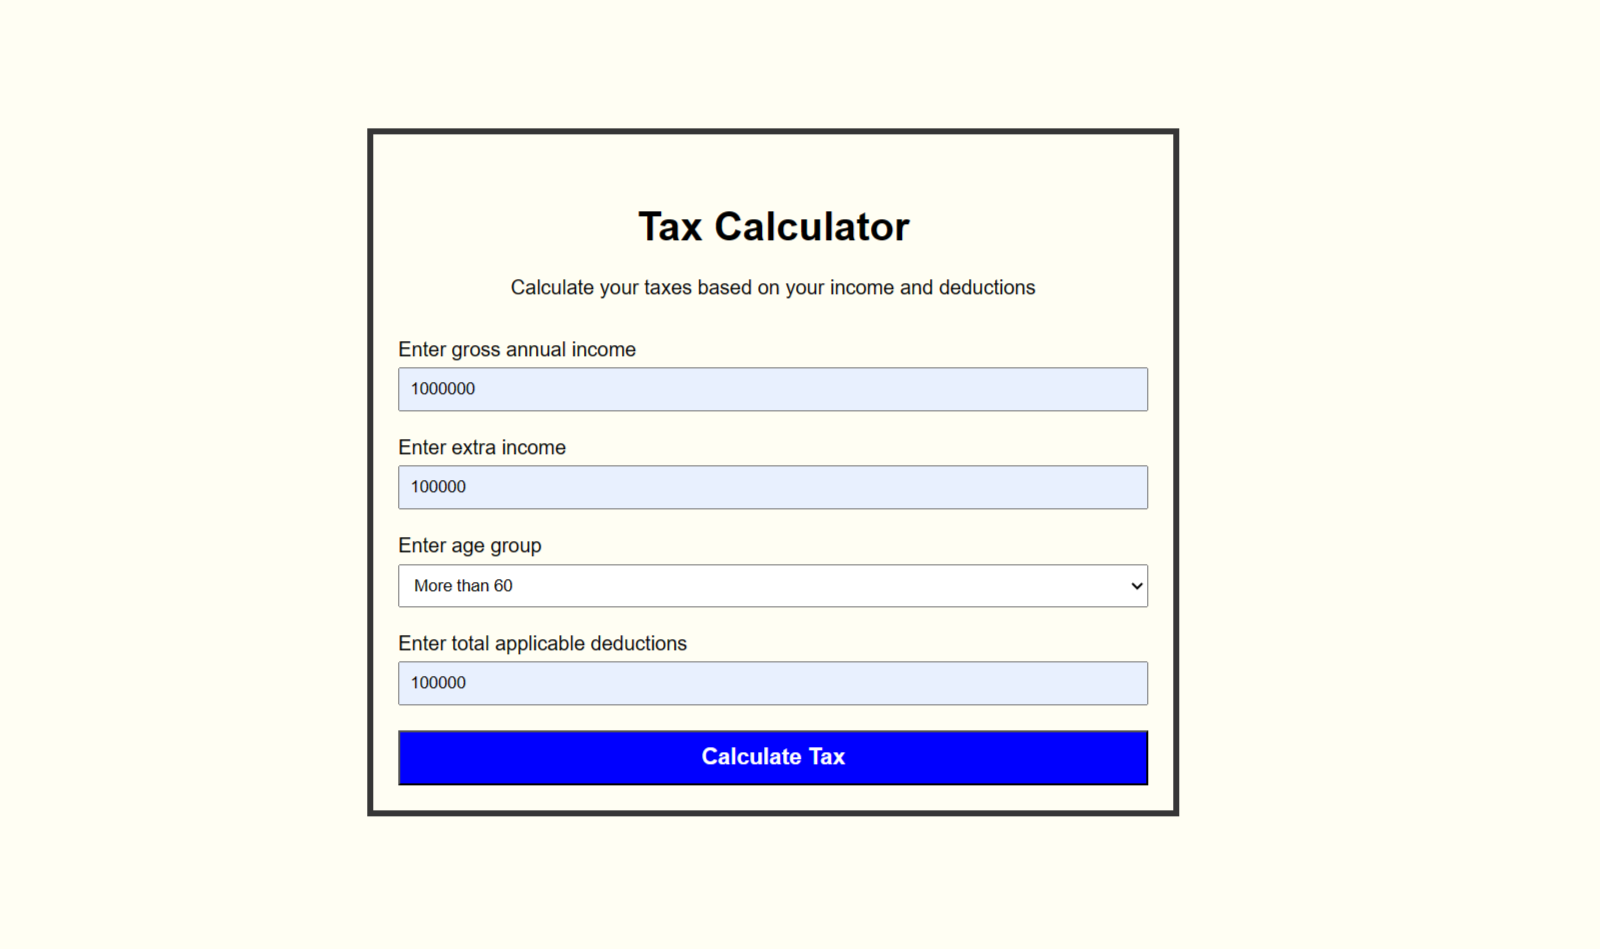 Tax Calculator
Calculate your taxes based on your income and deductions
Enter gross annual income
1000000
Enter extra income
100000
Enter age group
More than 60
Enter total applicable deductions
100000
Calculate Tax